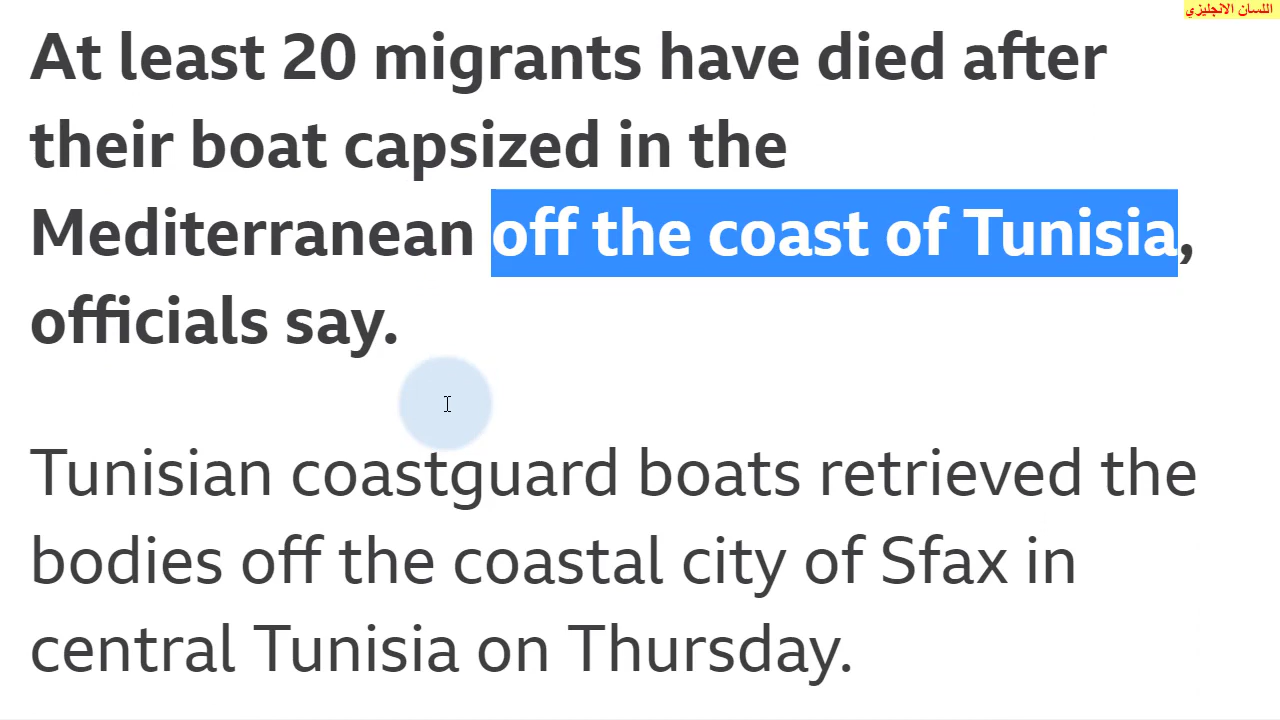 اللسان الانجليزي
At least 20 migrants have died after
their boat capsized in the
Mediterranean off the coast of Tunisia,
officials say.
Tunisian coastguard boats retrieved the
bodies off the coastal city of Sfax in
central Tunisia on Thursday.